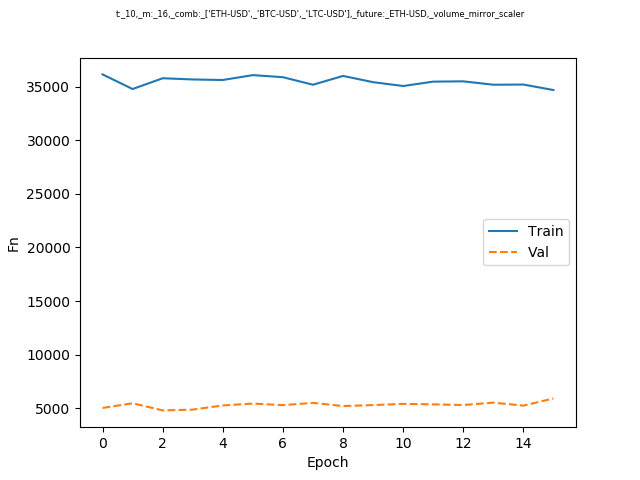 t:_10,_m:_16,_comb:_['ETH-USD',_'BTC-USD',_'LTC-USD'],_future:_ETH-USD,_volume_mirror_scaler
35000
30000
25000
20000
15000
10000
5000
Fn
Train
Val
0 2 4 6 8 10 12 14
Epoch